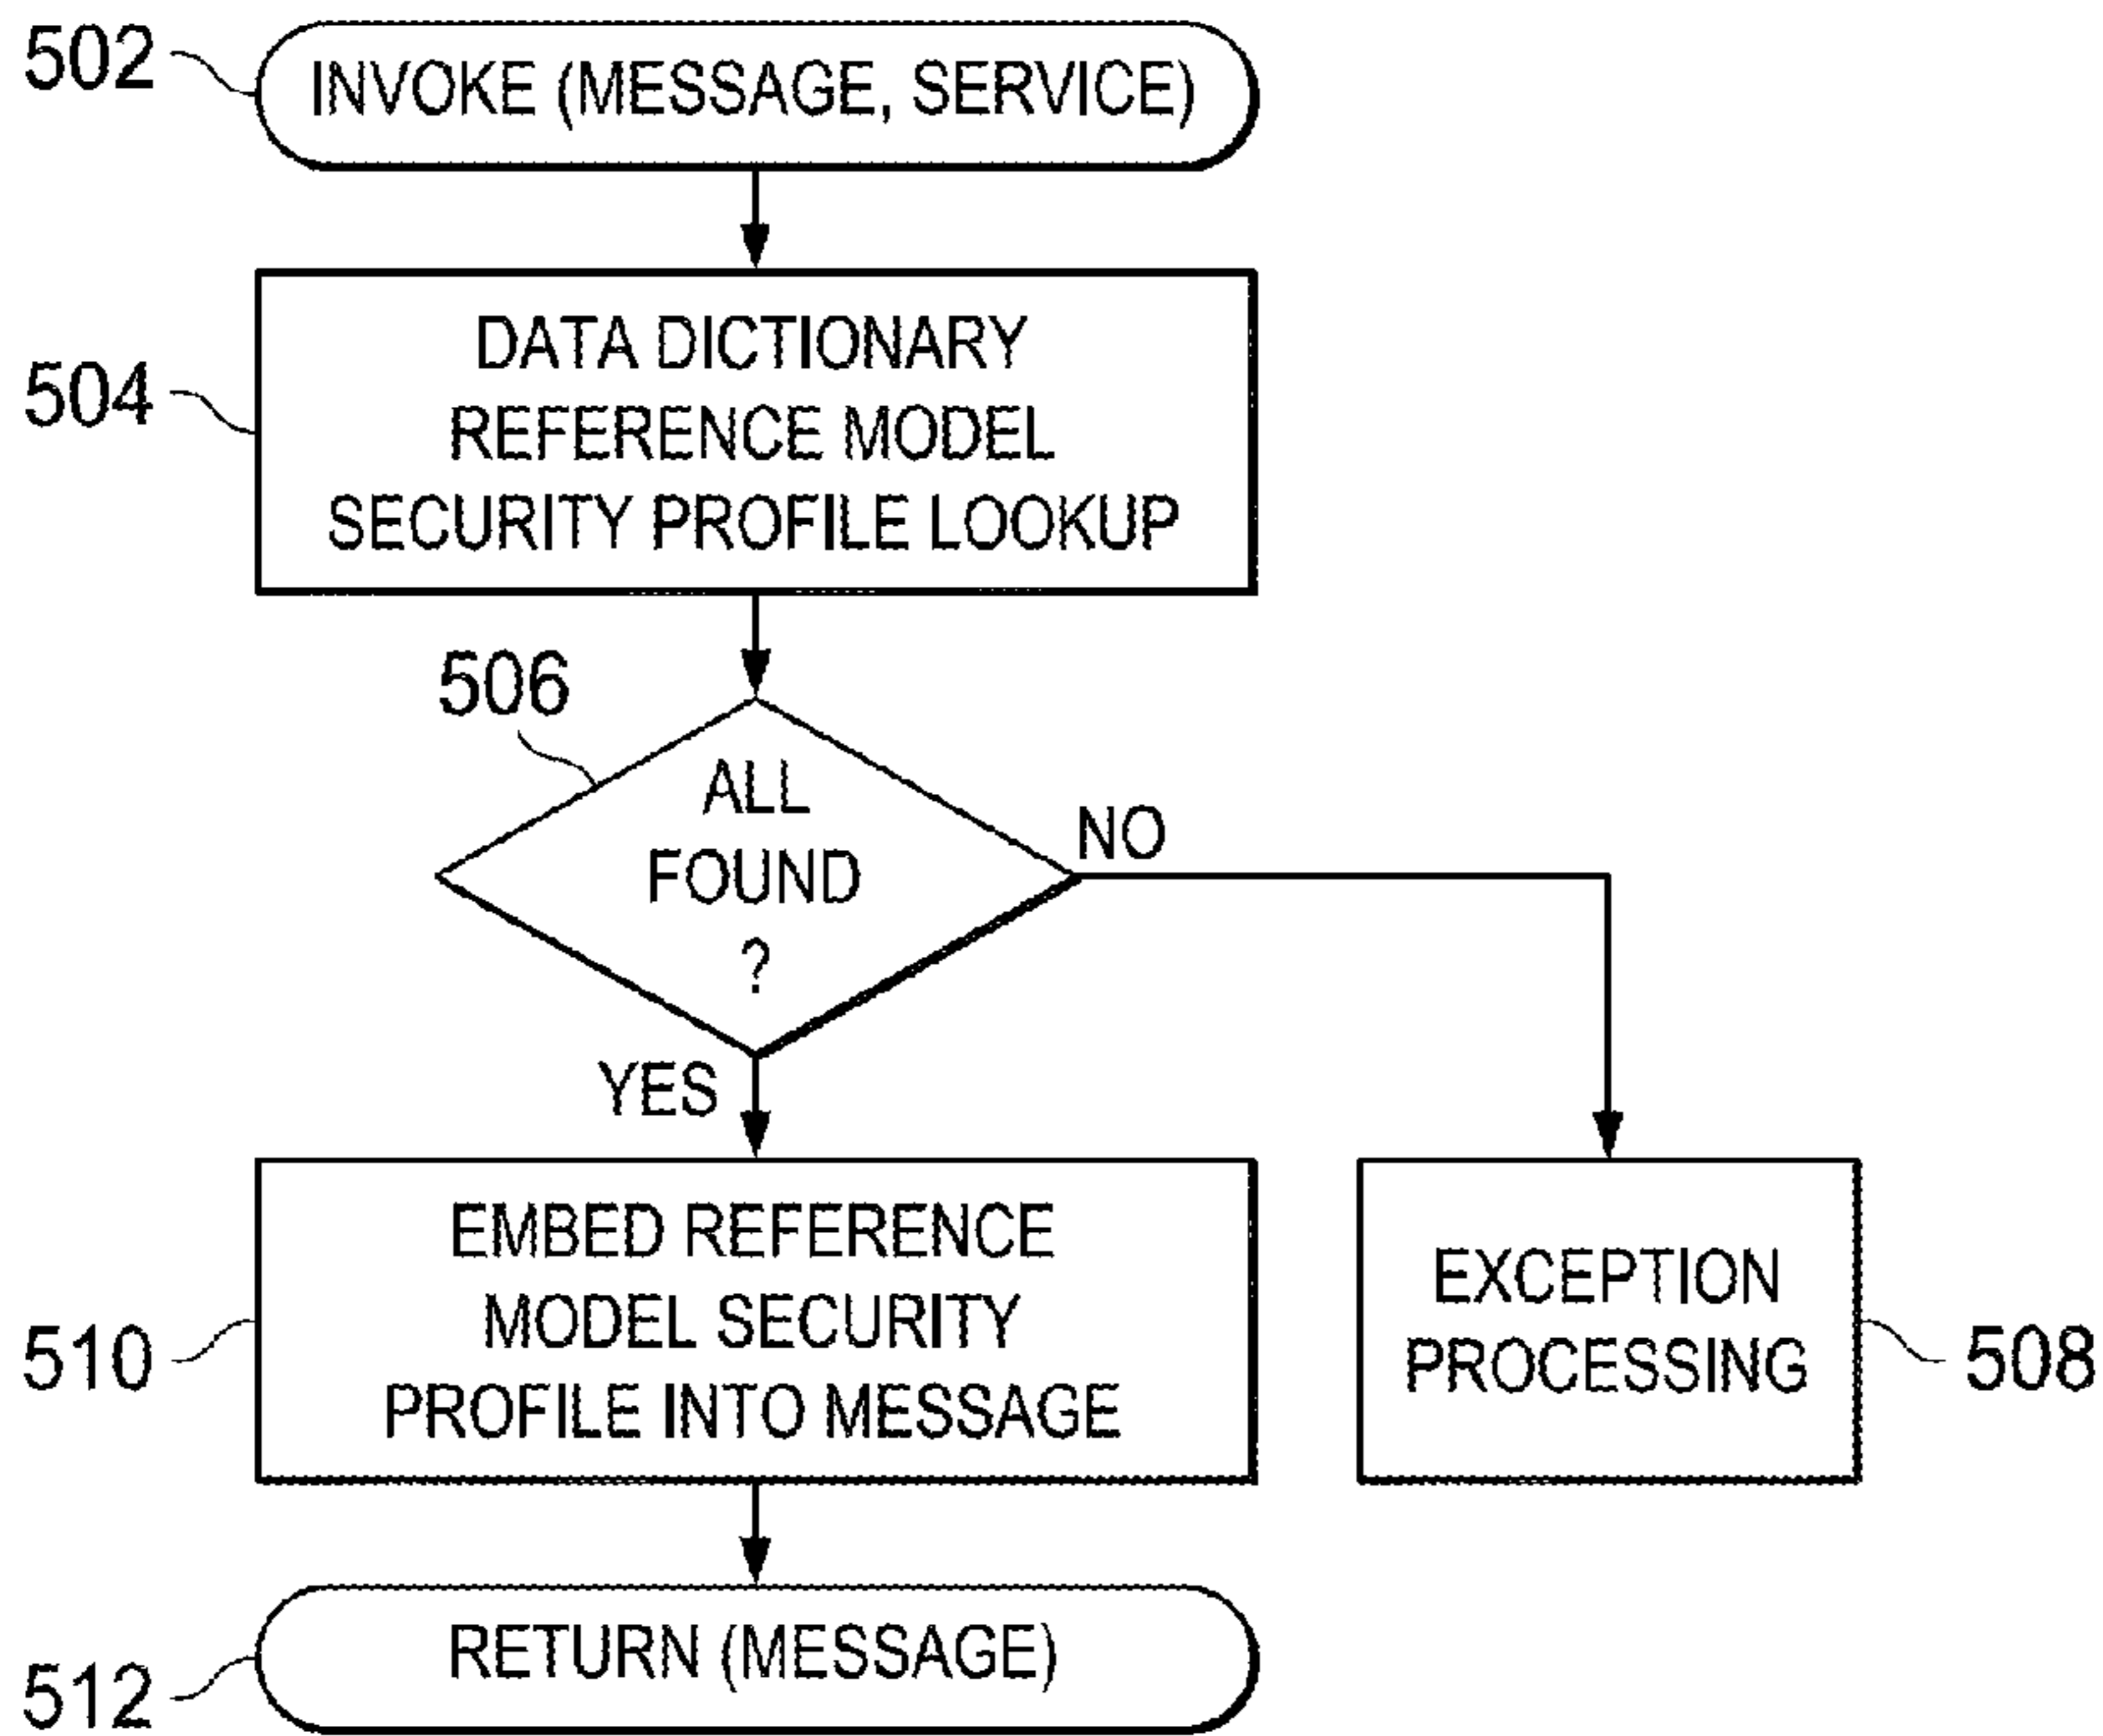 502
INVOKE (MESSAGE, SERVICE)
504
DATA DICTIONARY
REFERENCE MODEL
SECURITY PROFILE LOOKUP
506
ALL
FOUND
?
NO
YES
510
EMBED REFERENCE
MODEL SECURITY
PROFILE INTO MESSAGE
EXCEPTION
PROCESSING
508
512
RETURN (MESSAGE)